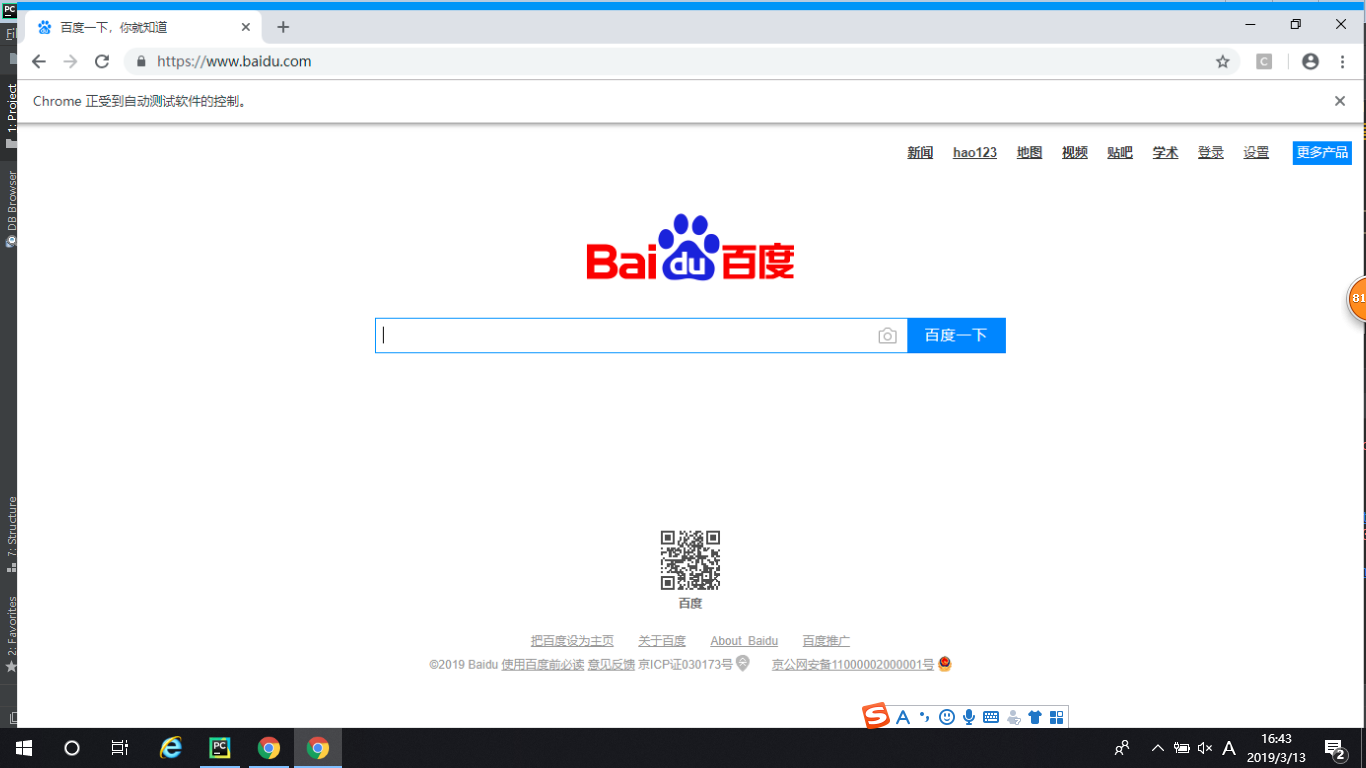 PC
百度一下，你就知道
Fil
https://www.baidu.com
C
Chrome 正受到自动测试软件的控制。
1: Project
新闻 hao123 地图 视频 贴吧 学术 登录 设置 更多产品
DB Browser
Bai du 百度
81
百度一下
7: Structure
百度
2: Favorites
把百度设为主页 关于百度 About Baidu 百度推广
©2019 Baidu 使用百度前必读 意见反馈 京ICP证030173号 京公网安备11000002000001号
S A
PC A 16:43
2019/3/13 2